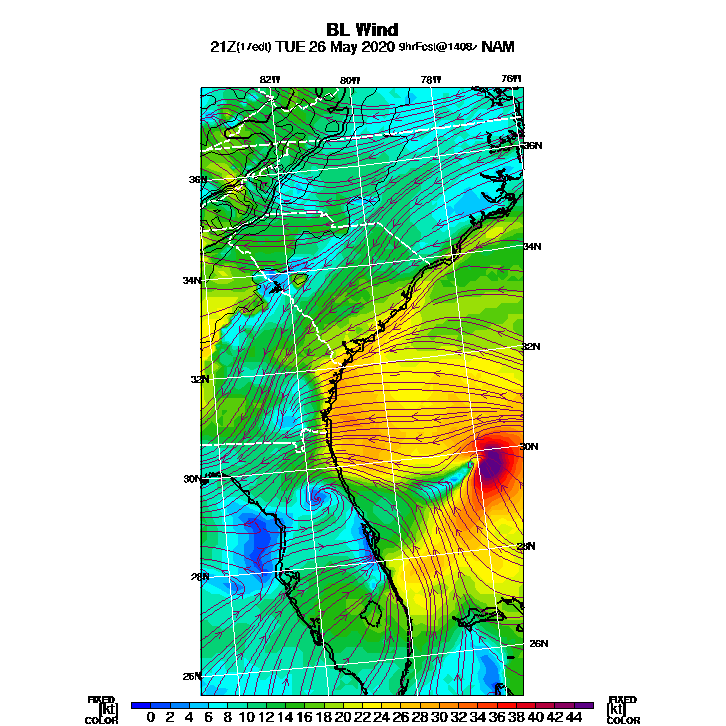 BL Wind
21Z(17edt) TUE 26 May 2020 9hrFcst@1408z NAM
82W 80W 78W 76W
36N
36N
34N
34N
32N
32N
30N
30N
28N
28N
26N
26N
FIXED FIXED
[kt] [kt]
COLOR COLOR
0 2 4 6 8 10 12 14 16 18 20 22 24 26 28 30 32 34 36 38 40 42 44